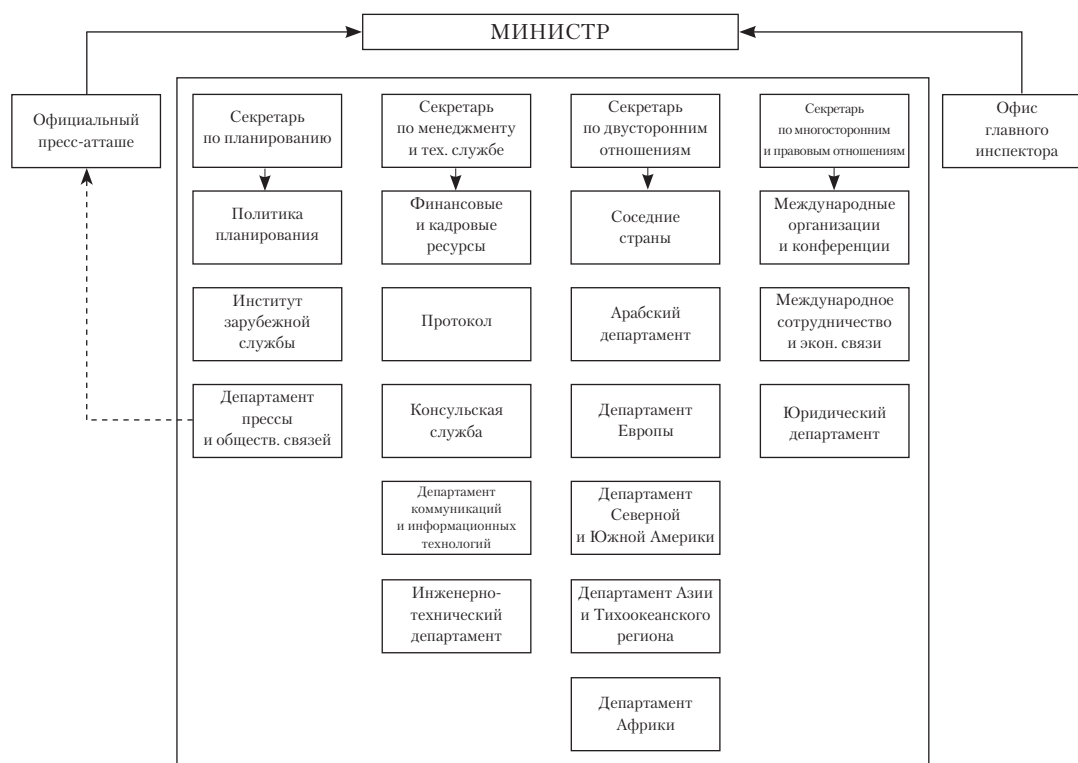 МИНИСТР
Официальный
пресс-атташе
Секретарь
по планированию
Секретарь
по менеджменту
и тех. службе
Секретарь
по двусторонним
отношениям
Секретарь
по многосторонним
и правовым отношениям
Офис
главного
инспектора
Политика
планирования
Финансовые
и кадровые
ресурсы
Соседние
страны
Международные
организации
и конференции
Институт
зарубежной
службы
Протокол
Арабский
департамент
Международное
сотрудничество
и экон. связи
Департамент
прессы
и обществ. связей
Консульская
служба
Департамент
Европы
Юридический
департамент
Департамент
коммуникаций
и информационных
технологий
Департамент
Северной
и Южной Америки
Инженерно-
технический
департамент
Департамент Азии
и Тихоокеанского
региона
Департамент
Африки